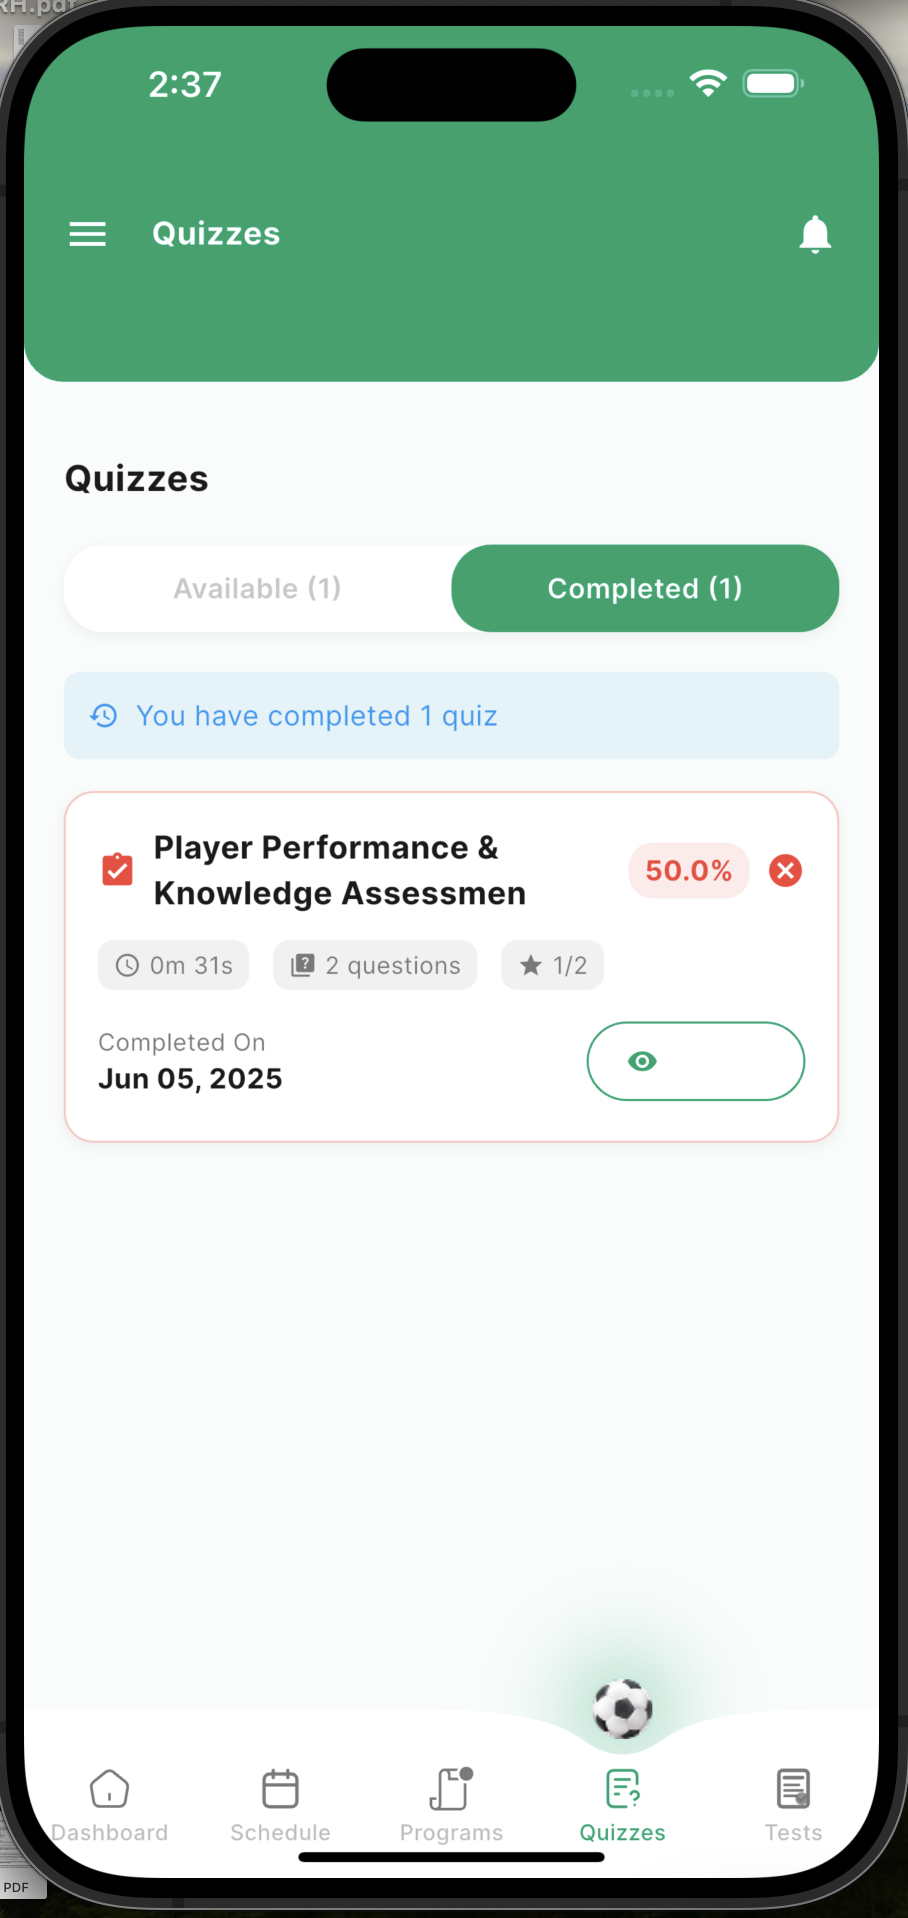 RH.pdf
2:37
Quizzes
Quizzes
Available (1)
Completed (1)
You have completed 1 quiz
Player Performance &
Knowledge Assessmen
50.0%
0m 31s
2 questions
1/2
Completed On
Jun 05, 2025
Dashboard
Schedule
Programs
Quizzes
Tests
PDF